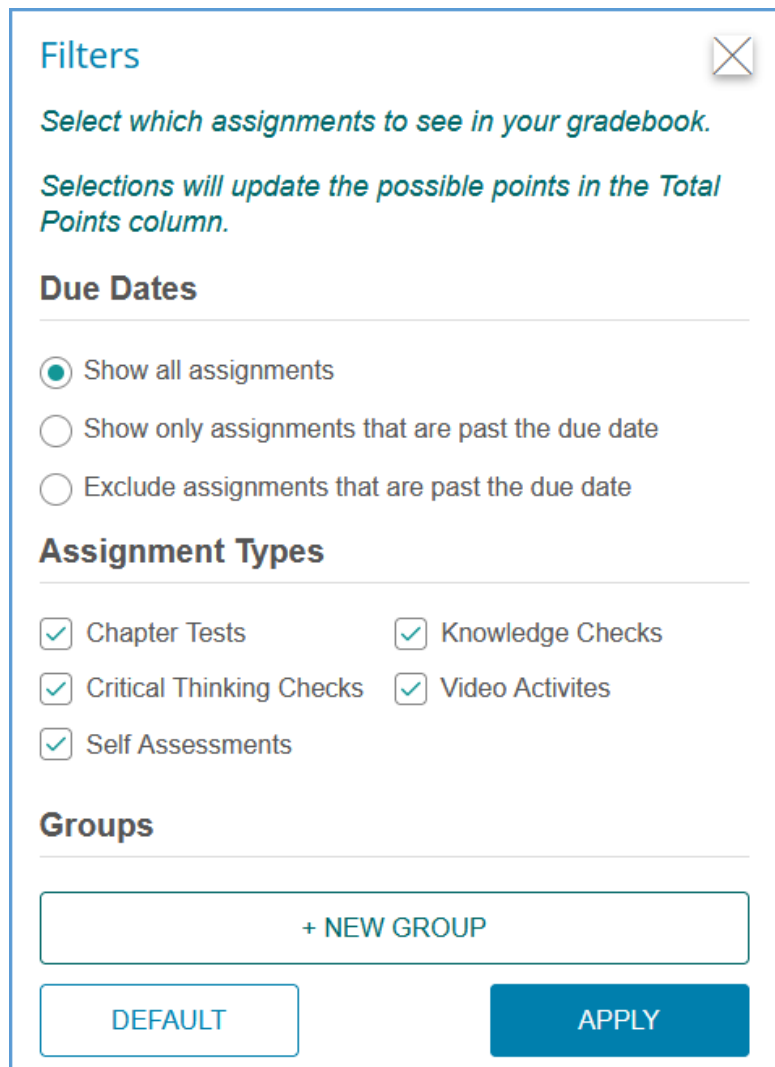 Filters
Select which assignments to see in your gradebook.
Selections will update the possible points in the Total
Points column.
Due Dates
Show all assignments
Show only assignments that are past the due date
Exclude assignments that are past the due date
Assignment Types
Chapter Tests
Knowledge Checks
Critical Thinking Checks
Video Activites
Self Assessments
Groups
+ NEW GROUP
DEFAULT
APPLY